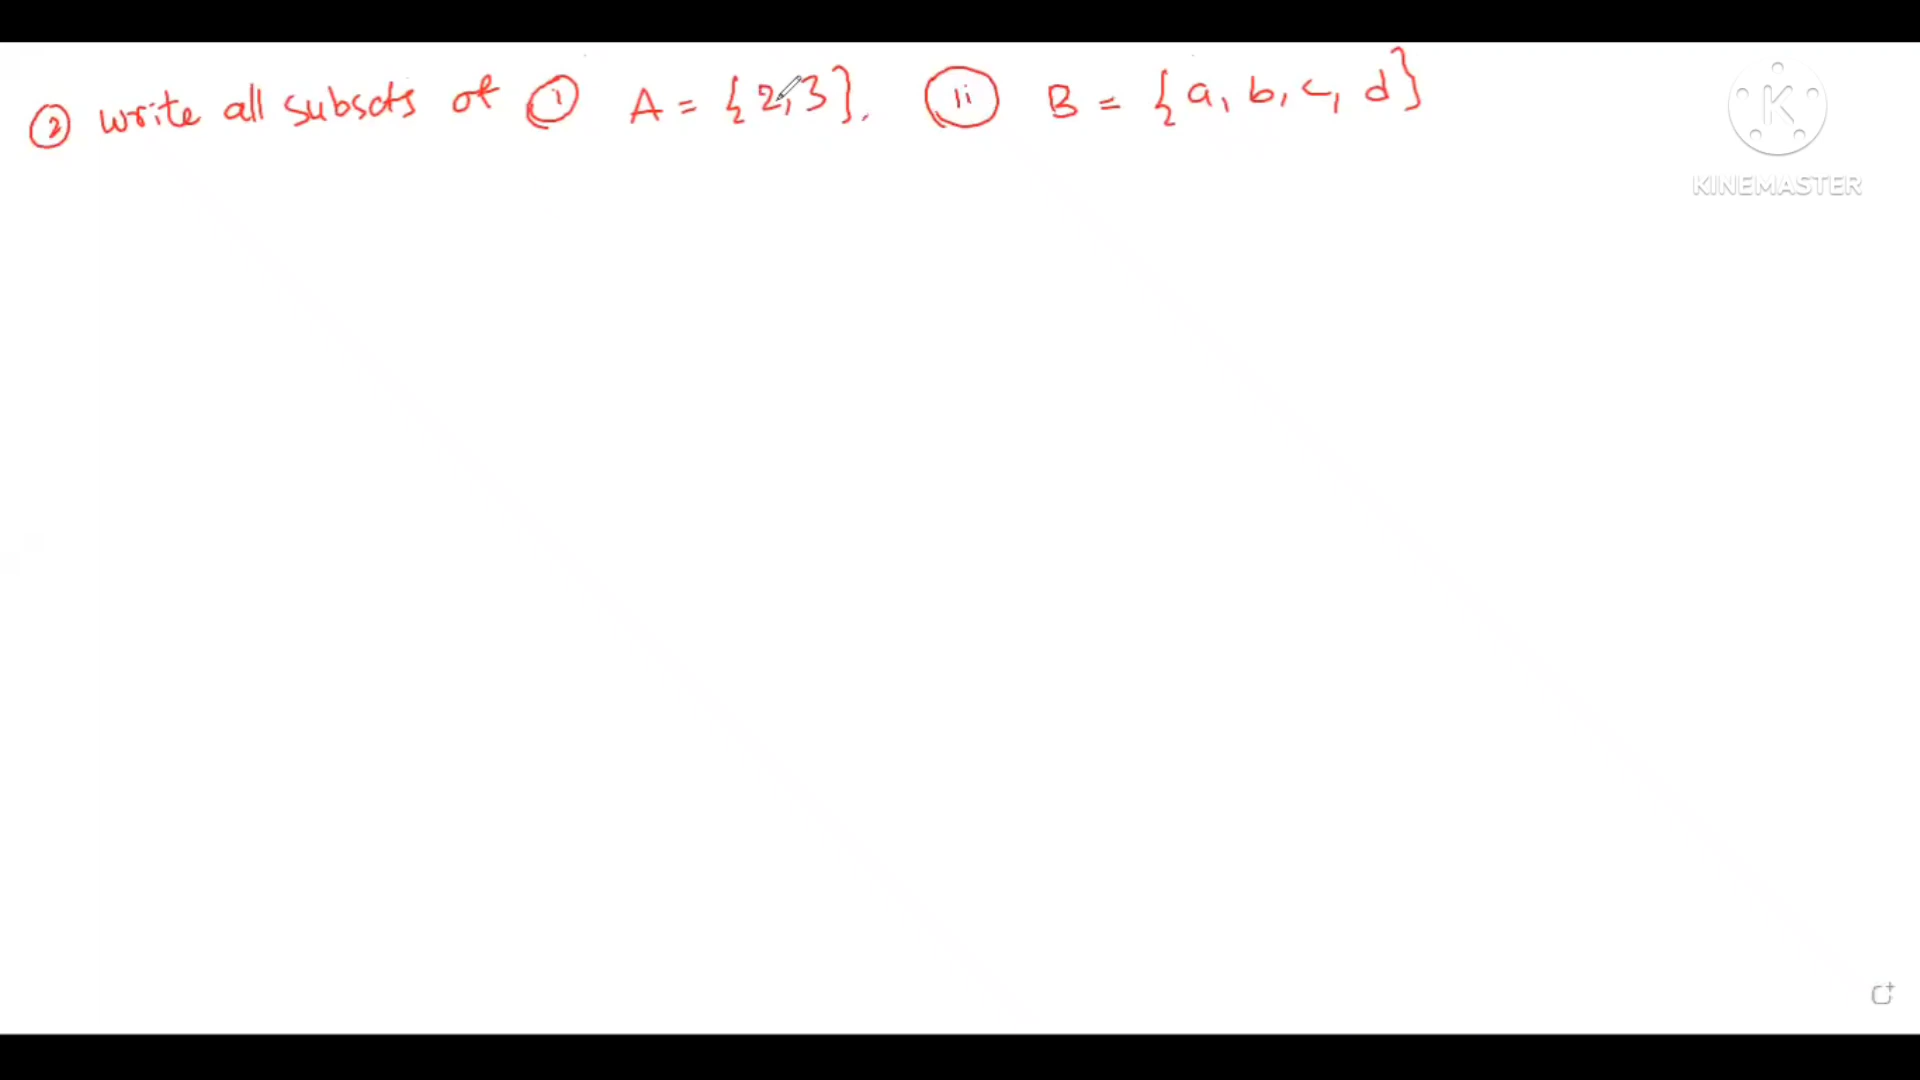 ② write all subsets of ⓘ A = {2,3}. ⓘⓘ B = {a, b, c, d}
KINEMASTER